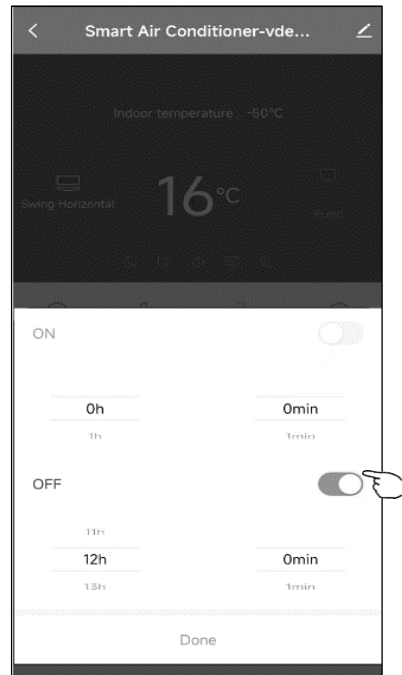 Smart Air Conditioner-vde...
Indoor temperature: -50°C
Swing Horizontal
16°C
ON
0h 0min
1h 1min
OFF
11h
12h 0min
13h 1min
Done